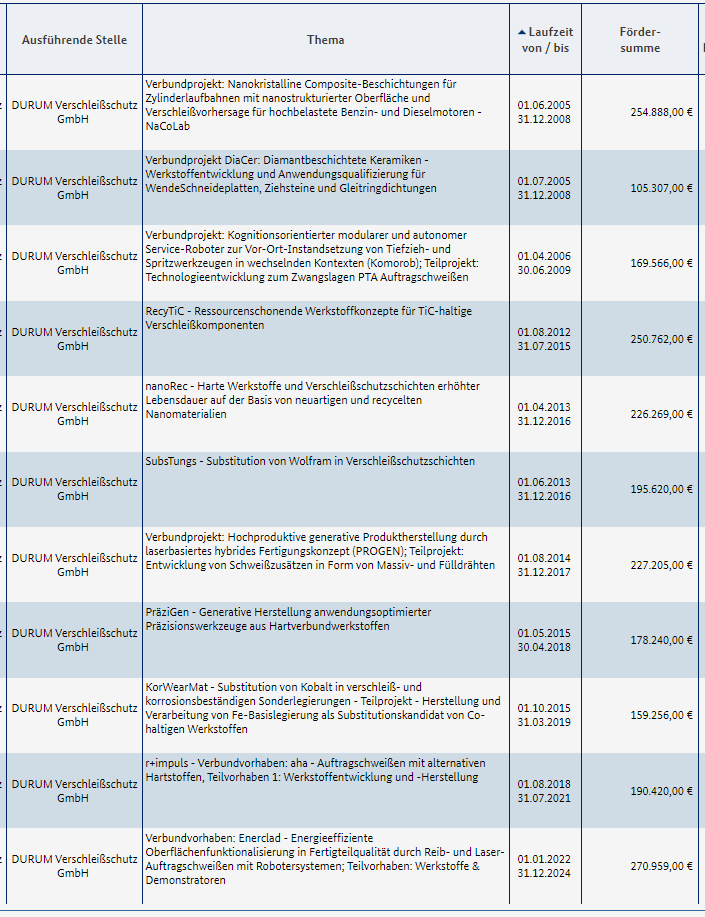 Ausführende Stelle
Thema
Laufzeit
von / bis
Förder-
summe
DURUM Verschleißschutz
GmbH
Verbundprojekt: Nanokristalline Composite-Beschichtungen für
Zylinderlaufbahnen mit nanostrukturierter Oberfläche und
Verschleißvorhersage für hochbelastete Benzin- und Dieselmotoren -
NaCoLab
01.06.2005
31.12.2008
254.888,00 €
DURUM Verschleißschutz
GmbH
Verbundprojekt DiaCer: Diamantbeschichtete Keramiken -
Werkstoffentwicklung und Anwendungsqualifizierung für
WendeSchneideplatten, Ziehsteine und Gleitringdichtungen
01.07.2005
31.12.2008
105.307,00 €
DURUM Verschleißschutz
GmbH
Verbundprojekt: Kognitionsorientierter modularer und autonomer
Service-Roboter zur Vor-Ort-Instandsetzung von Tiefzieh- und
Spritzwerkzeugen in wechselnden Kontexten (Komorob); Teilprojekt:
Technologieentwicklung zum Zwangslagen PTA Auftragschweißen
01.04.2006
30.06.2009
169.566,00 €
DURUM Verschleißschutz
GmbH
RecyTiC - Ressourcenschonende Werkstoffkonzepte für TiC-haltige
Verschleißkomponenten
01.08.2012
31.07.2015
250.762,00 €
DURUM Verschleißschutz
GmbH
nanoRec - Harte Werkstoffe und Verschleißschutzschichten erhöhter
Lebensdauer auf der Basis von neuartigen und recycelten
Nanomaterialien
01.04.2013
31.12.2016
226.269,00 €
DURUM Verschleißschutz
GmbH
SubsTungs - Substitution von Wolfram in Verschleißschutzschichten
01.06.2013
31.12.2016
195.620,00 €
DURUM Verschleißschutz
GmbH
Verbundprojekt: Hochproduktive generative Produktherstellung durch
laserbasiertes hybrides Fertigungskonzept (PROGEN); Teilprojekt:
Entwicklung von Schweißzusätzen in Form von Massiv- und Fülldrähten
01.08.2014
31.12.2017
227.205,00 €
DURUM Verschleißschutz
GmbH
PräziGen - Generative Herstellung anwendungsoptimierter
Präzisionswerkzeuge aus Hartverbundwerkstoffen
01.05.2015
30.04.2018
178.240,00 €
DURUM Verschleißschutz
GmbH
KorWearMat - Substitution von Kobalt in verschleiß- und
korrosionsbeständigen Sonderlegierungen - Teilprojekt - Herstellung und
Verarbeitung von Fe-Basislegierung als Substitutionskandidat von Co-
haltigen Werkstoffen
01.10.2015
31.03.2019
159.256,00 €
DURUM Verschleißschutz
GmbH
r+impuls - Verbundvorhaben: aha - Auftragschweißen mit alternativen
Hartstoffen, Teilvorhaben 1: Werkstoffentwicklung und -Herstellung
01.08.2018
31.07.2021
190.420,00 €
DURUM Verschleißschutz
GmbH
Verbundvorhaben: Enerclad - Energieeffiziente
Oberflächenfunktionalisierung in Fertigteilqualität durch Reib- und Laser-
Auftragschweißen mit Robotersystemen; Teilvorhaben: Werkstoffe &
Demonstratoren
01.01.2022
31.12.2024
270.959,00 €